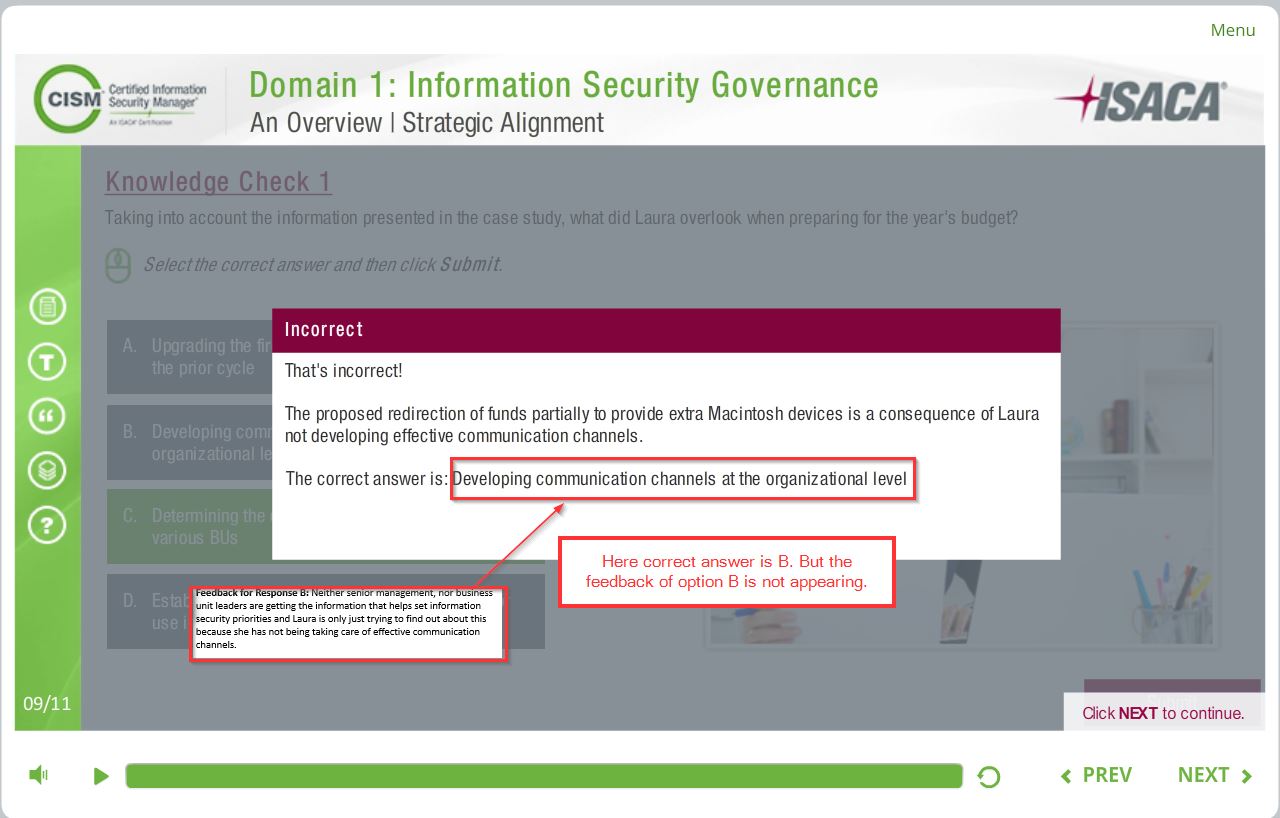 Menu
CISM
Certified Information
Security Manager®
An ISACA® Certification
Domain 1: Information Security Governance
An Overview | Strategic Alignment
ISACA®
Knowledge Check 1
Taking into account the information presented in the case study, what did Laura overlook when preparing for the year's budget?
Select the correct answer and then click Submit.
A. Upgrading the fi
the prior cycle
B. Developing com
organizational le
C. Determining the
various BUs
D. Estab
use i
Incorrect
That's incorrect!
The proposed redirection of funds partially to provide extra Macintosh devices is a consequence of Laura
not developing effective communication channels.
The correct answer is: Developing communication channels at the organizational level
Here correct answer is B. But the
feedback of option B is not appearing.
Feedback for Response B: Neither senior management, nor business
unit leaders are getting the information that helps set information
security priorities and Laura is only just trying to find out about this
because she has not being taking care of effective communication
channels.
09/11
Click NEXT to continue.
PREV
NEXT